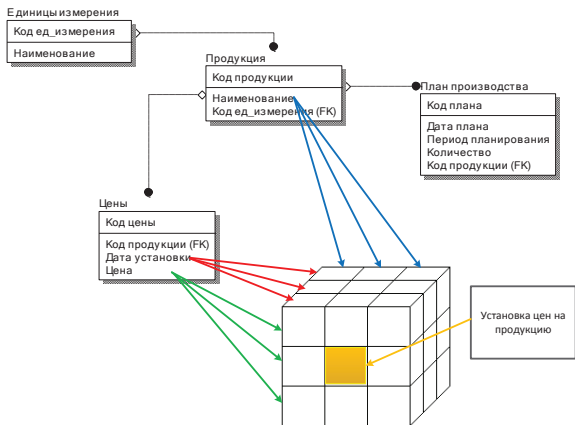 Единицы измерения
Код ед_измерения
Наименование
Продукция
Код продукции
Наименование
Код ед_измерения (FK)
План производства
Код плана
Дата плана
Период планирования
Количество
Код продукции (FK)
Цены
Код цены
Код продукции (FK)
Дата установки
Цена
Установка цен на
продукцию